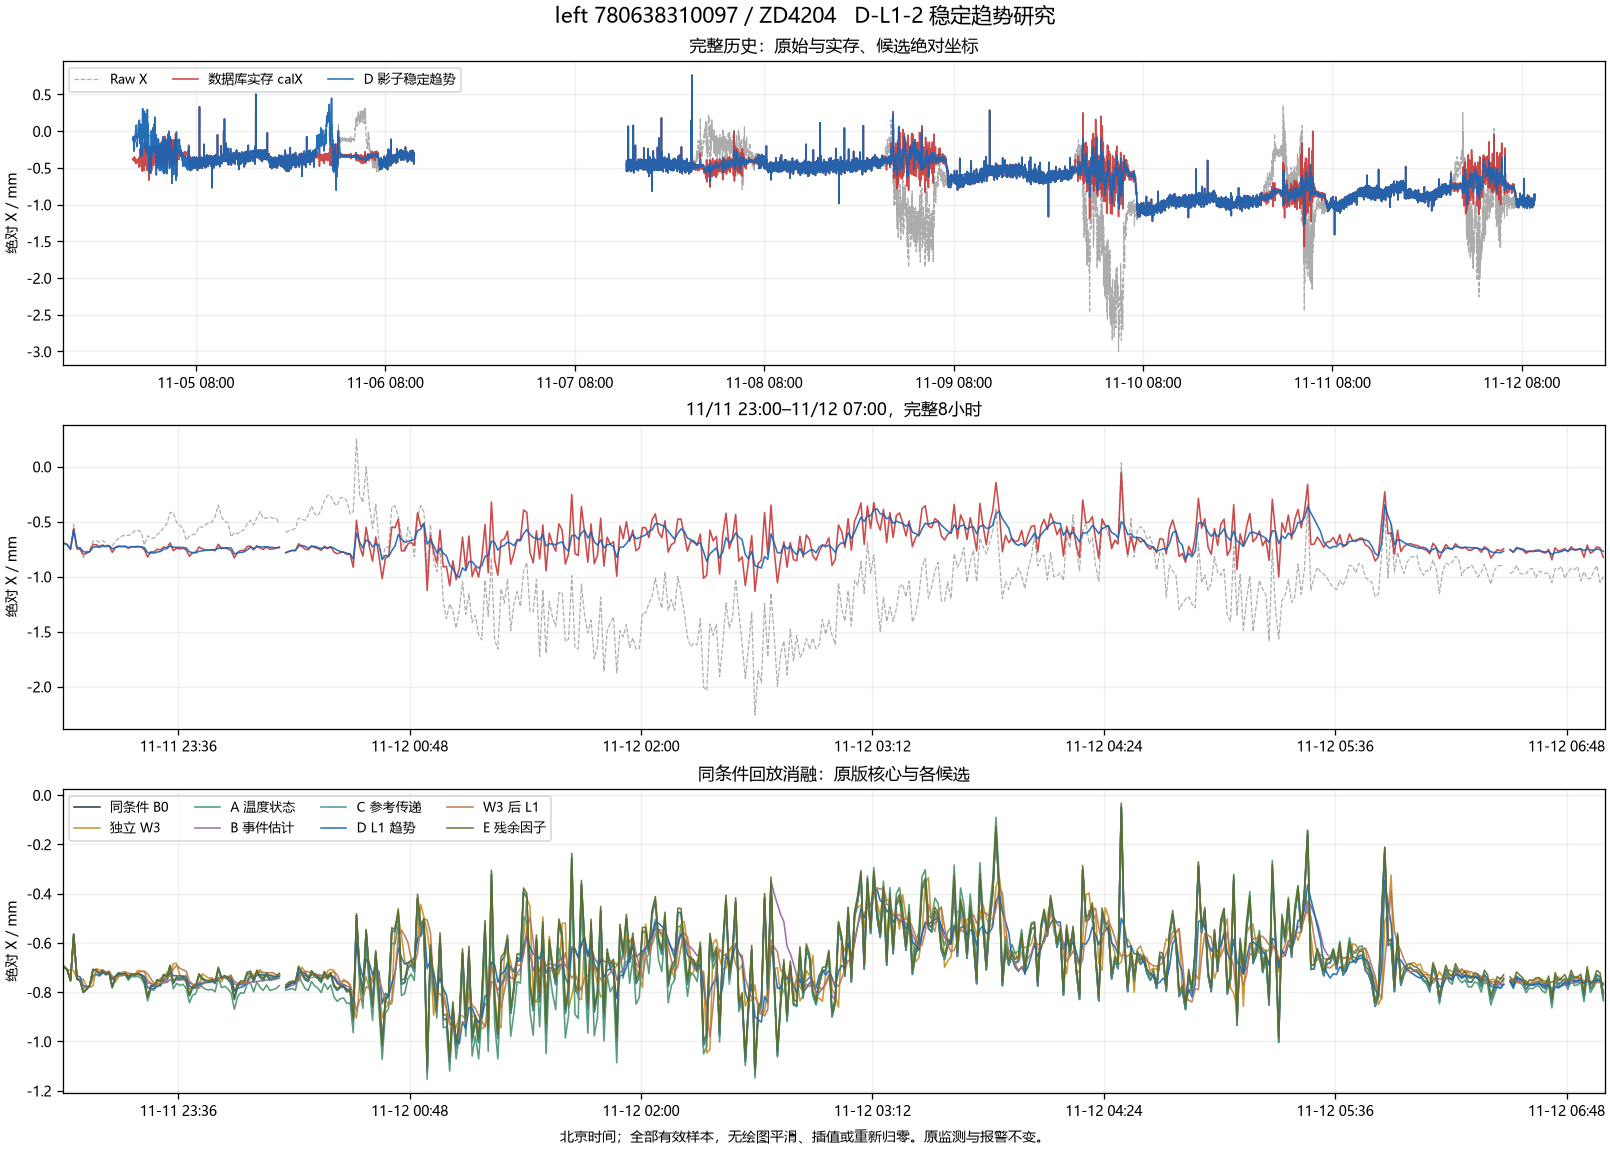 left 780638310097 / ZD4204   D-L1-2 稳定趋势研究
完整历史：原始与实存、候选绝对坐标
Raw X   数据库实存 calX   D 影子稳定趋势
绝对 X / mm
0.5
0.0
-0.5
-1.0
-1.5
-2.0
-2.5
-3.0
11-05 08:00   11-06 08:00   11-07 08:00   11-08 08:00   11-09 08:00   11-10 08:00   11-11 08:00   11-12 08:00
11/11 23:00–11/12 07:00，完整8小时
绝对 X / mm
0.0
-0.5
-1.0
-1.5
-2.0
11-11 23:36   11-12 00:48   11-12 02:00   11-12 03:12   11-12 04:24   11-12 05:36   11-12 06:48
同条件回放消融：原版核心与各候选
同条件 B0   A 温度状态   C 参考传递   W3 后 L1
独立 W3   B 事件估计   D L1 趋势   E 残余因子
绝对 X / mm
0.0
-0.2
-0.4
-0.6
-0.8
-1.0
-1.2
11-11 23:36   11-12 00:48   11-12 02:00   11-12 03:12   11-12 04:24   11-12 05:36   11-12 06:48
北京时间；全部有效样本，无绘图平滑、插值或重新归零。原监测与报警不变。